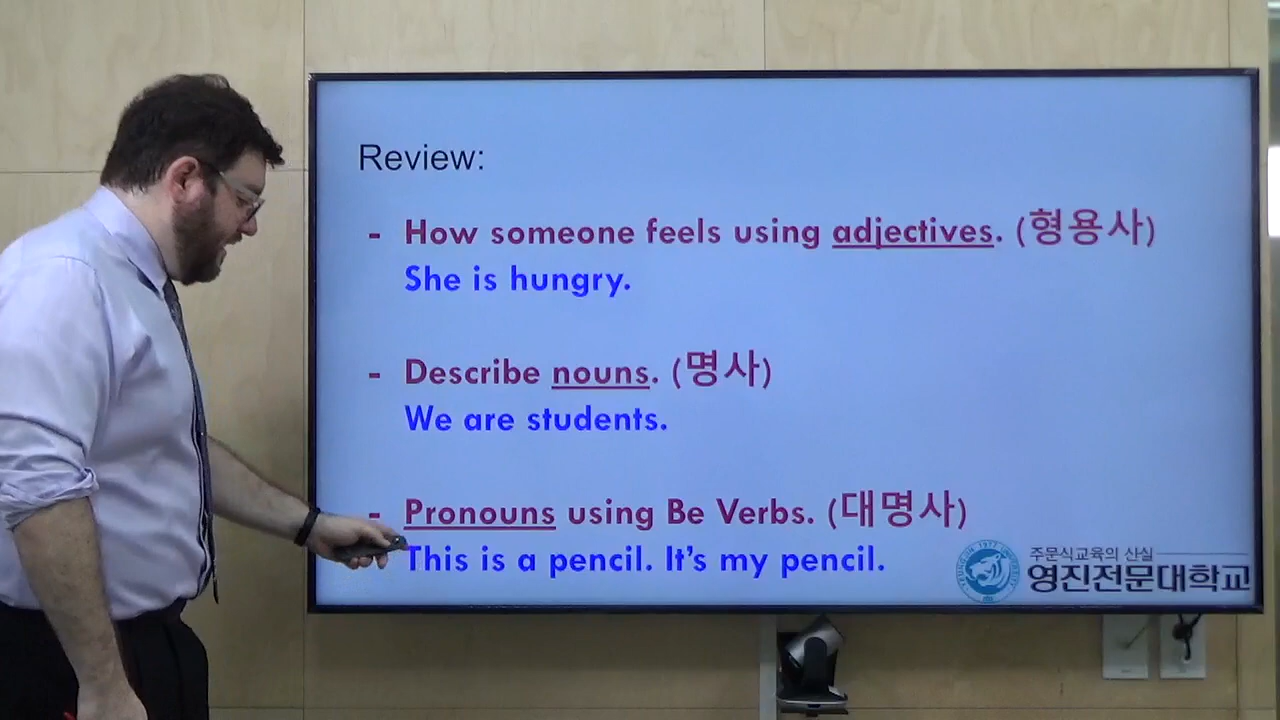 Review:
- How someone feels using adjectives. (형용사)
She is hungry.
- Describe nouns. (명사)
We are students.
- Pronouns using Be Verbs. (대명사)
This is a pencil. It's my pencil.
주문식교육의 산실
영진전문대학교